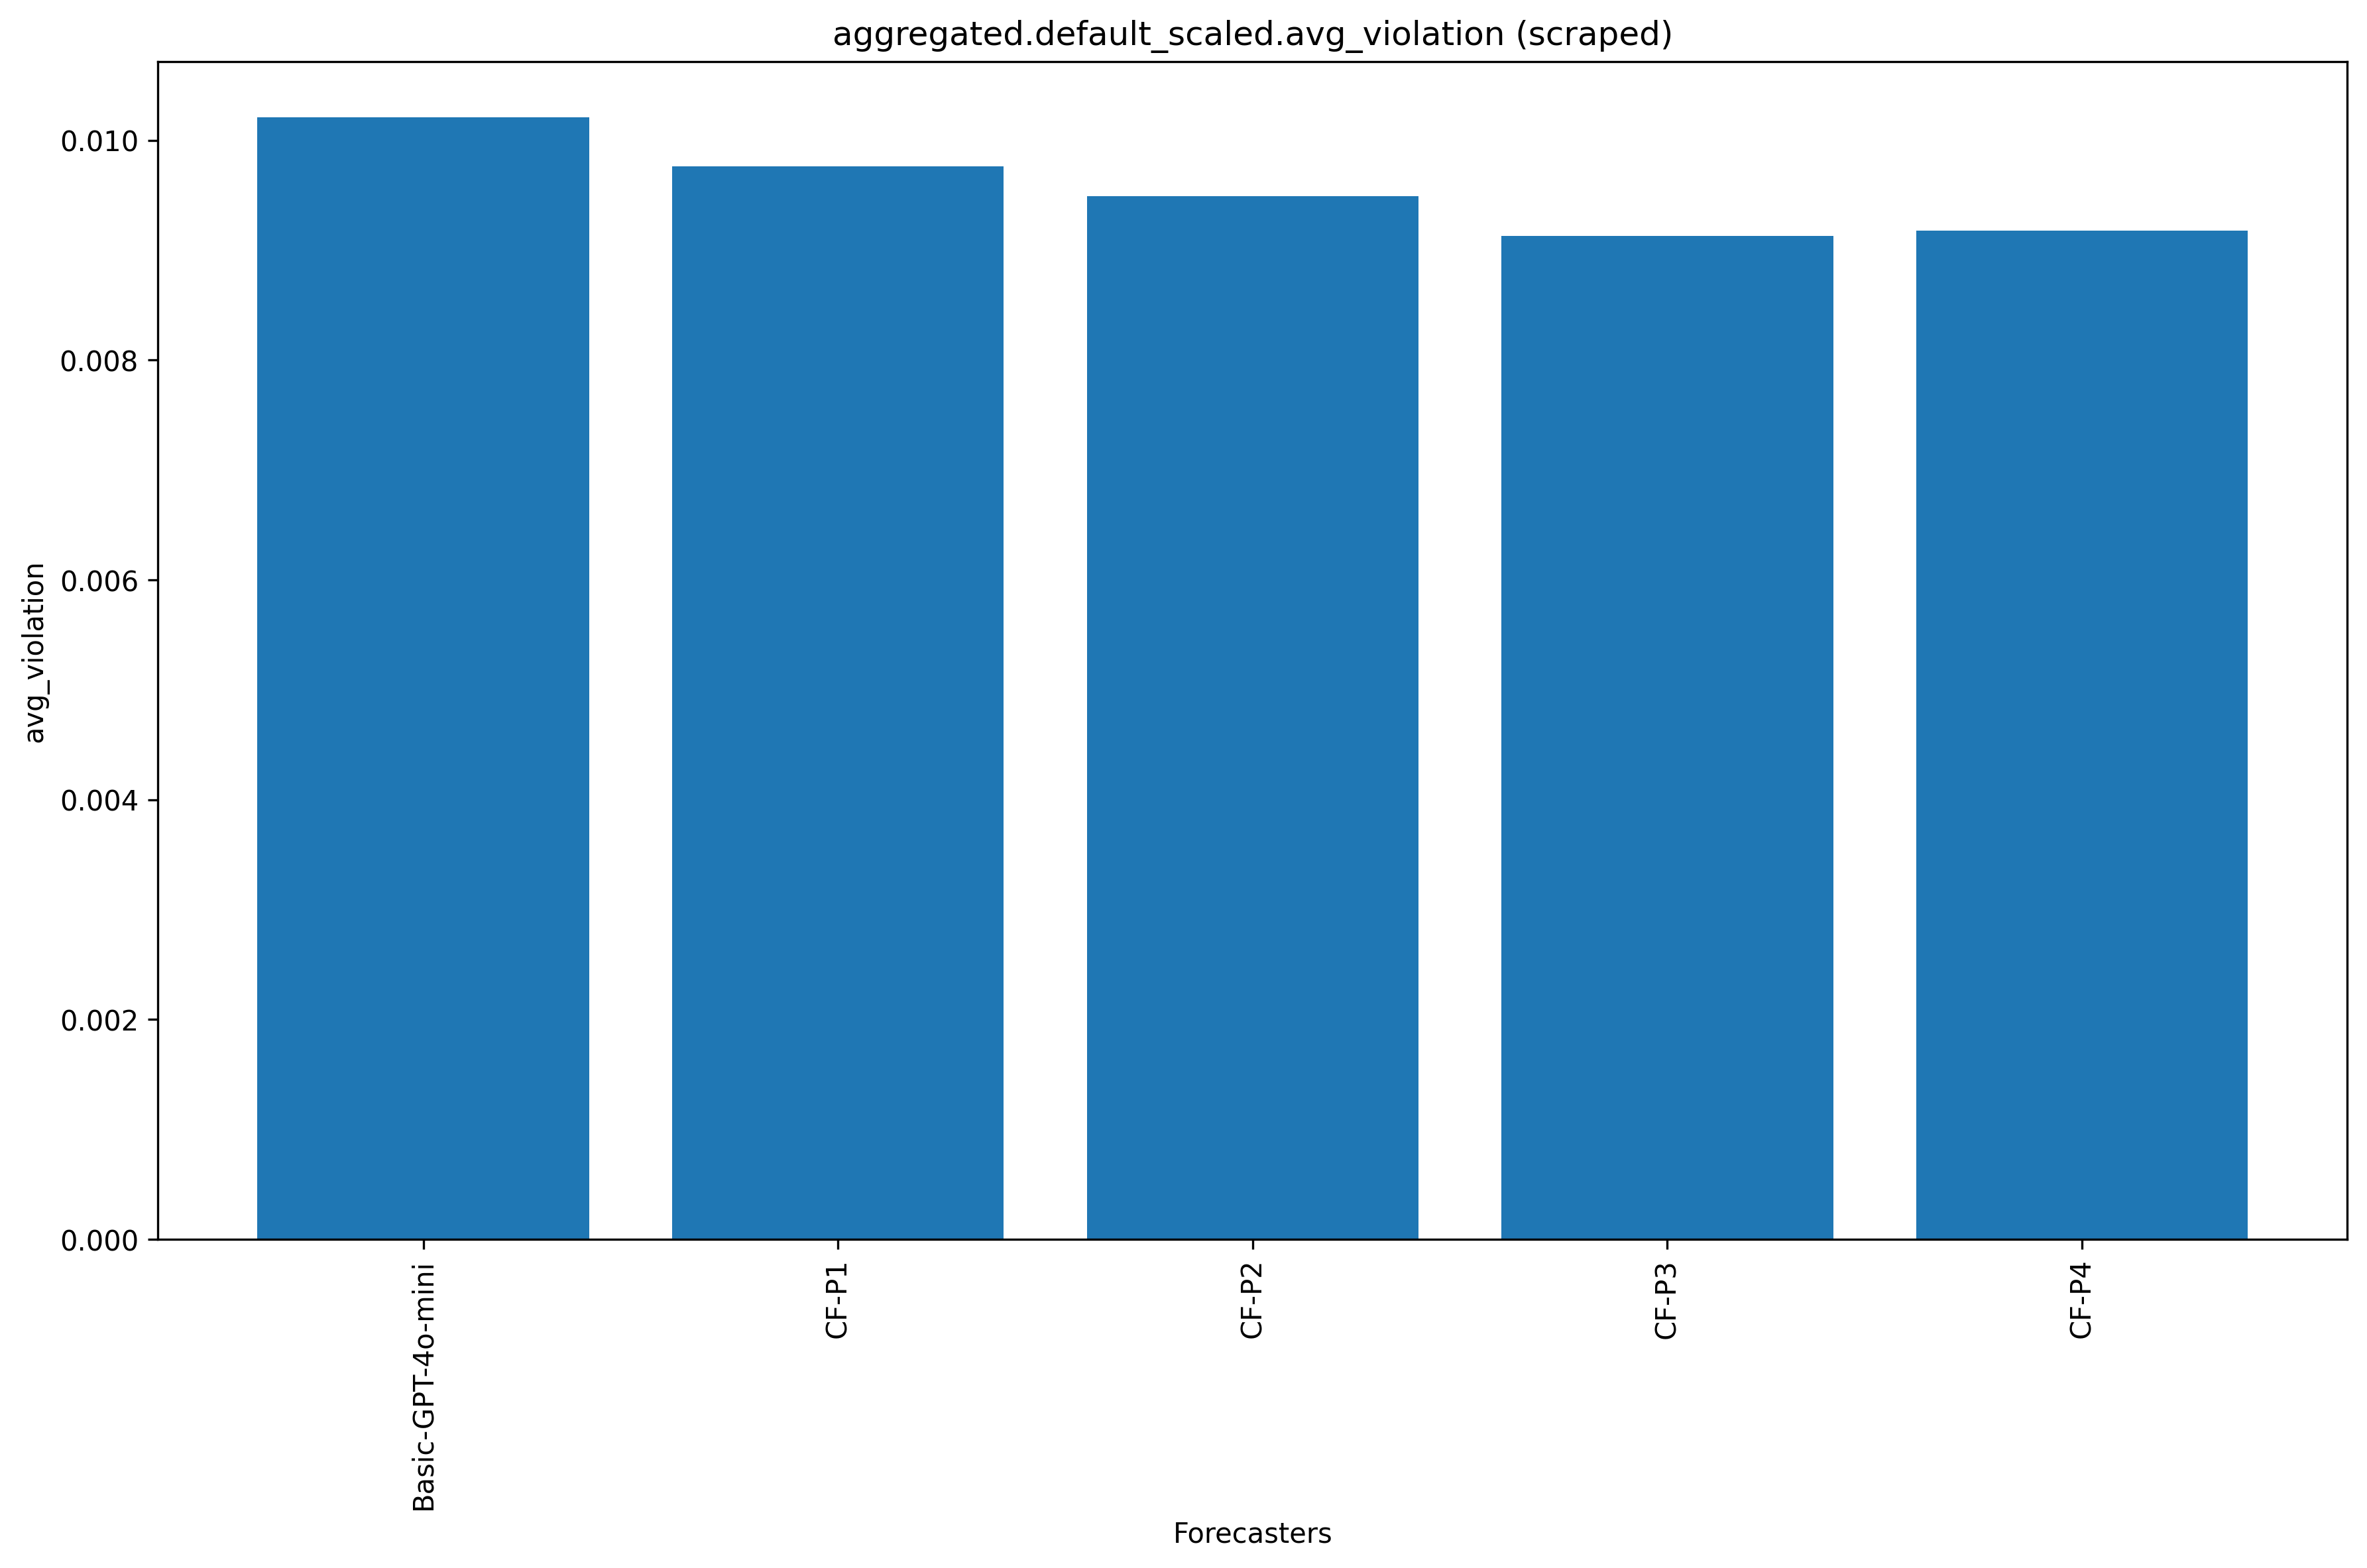 aggregated.default_scaled.avg_violation (scraped)
avg_violation
0.010
0.008
0.006
0.004
0.002
0.000
Basic-GPT-4o-mini
CF-P1
CF-P2
CF-P3
CF-P4
Forecasters